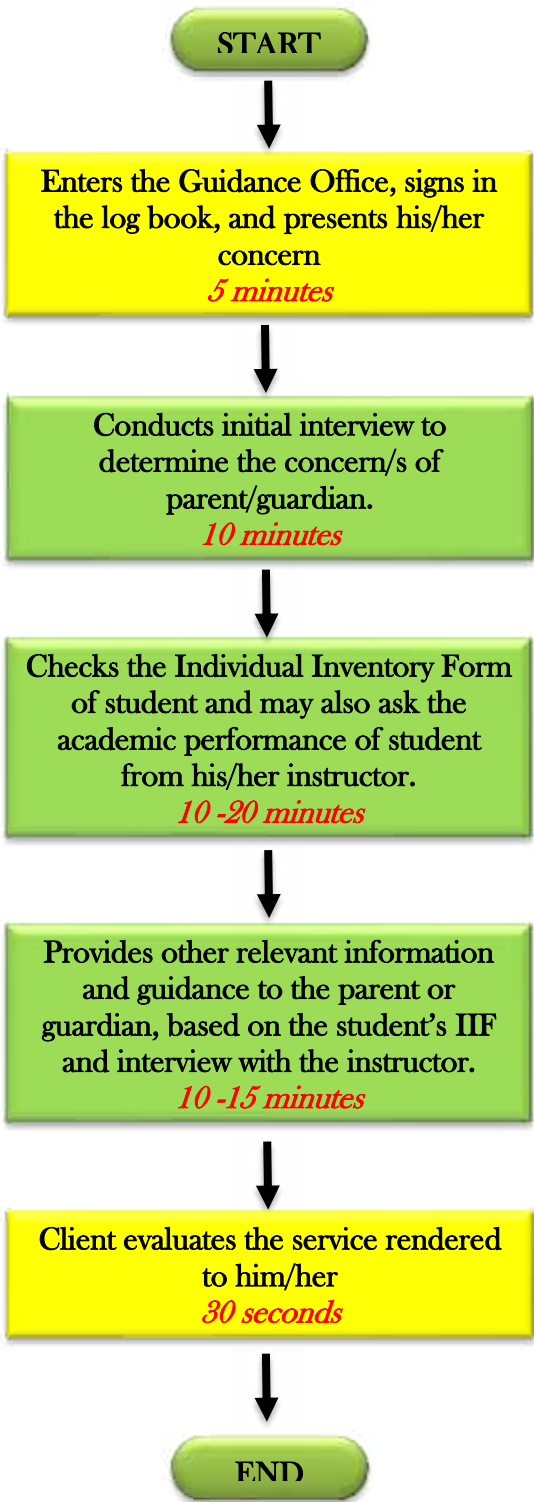 START
Enters the Guidance Office, signs in
the log book, and presents his/her
concern
5 minutes
Conducts initial interview to
determine the concern/s of
parent/guardian.
10 minutes
Checks the Individual Inventory Form
of student and may also ask the
academic performance of student
from his/her instructor.
10 -20 minutes
Provides other relevant information
and guidance to the parent or
guardian, based on the student’s IIF
and interview with the instructor.
10 -15 minutes
Client evaluates the service rendered
to him/her
30 seconds
END